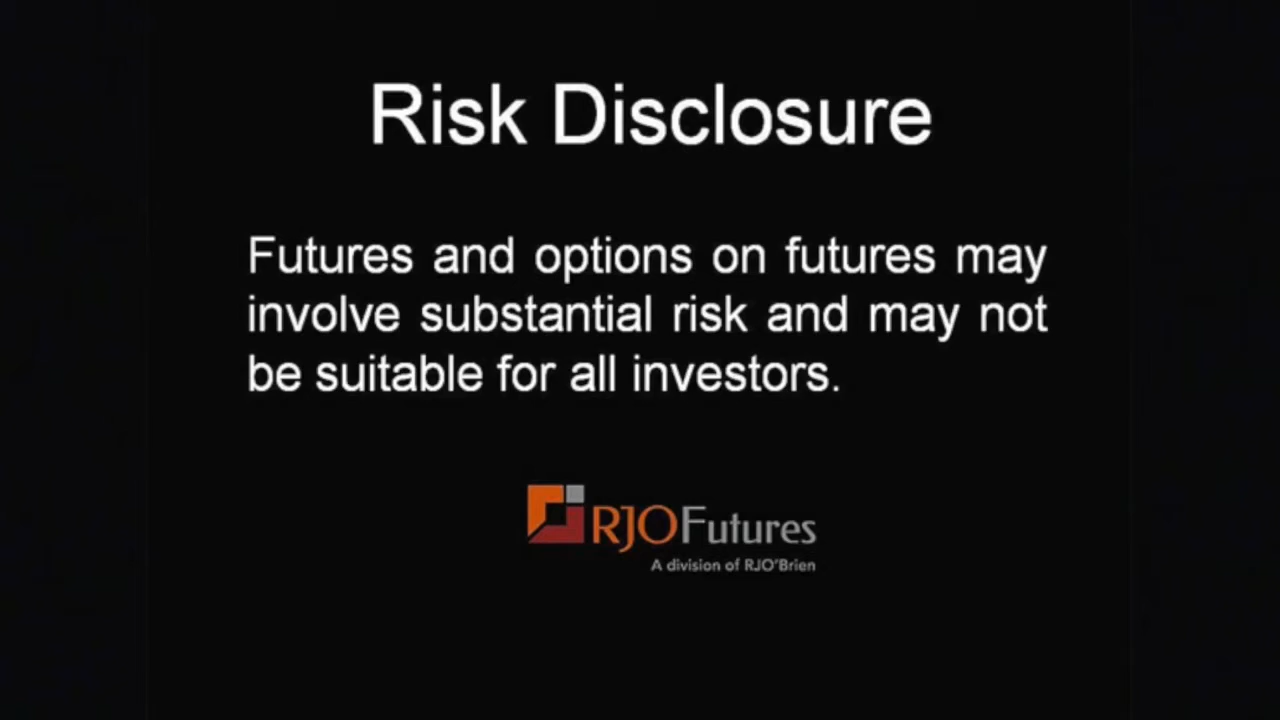 Risk Disclosure
Futures and options on futures may
involve substantial risk and may not
be suitable for all investors.
RJOFutures
A division of RJO'Brien